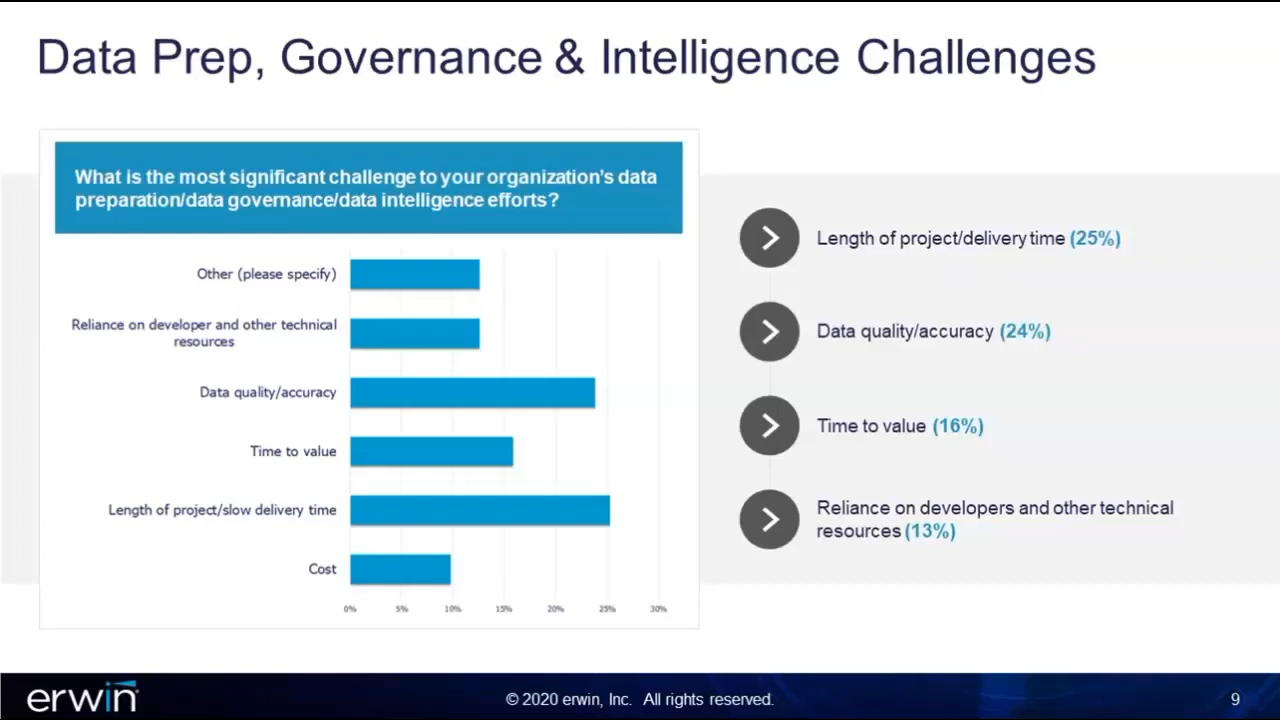 Data Prep, Governance & Intelligence Challenges
What is the most significant challenge to your organization's data
preparation/data governance/data intelligence efforts?
Other (please specify)
Reliance on developer and other technical
resources
Data quality/accuracy
Time to value
Length of project/slow delivery time
Cost
0% 5% 10% 15% 20% 25% 30%
Length of project/delivery time (25%)
Data quality/accuracy (24%)
Time to value (16%)
Reliance on developers and other technical
resources (13%)
erwin
© 2020 erwin, Inc. All rights reserved.
9